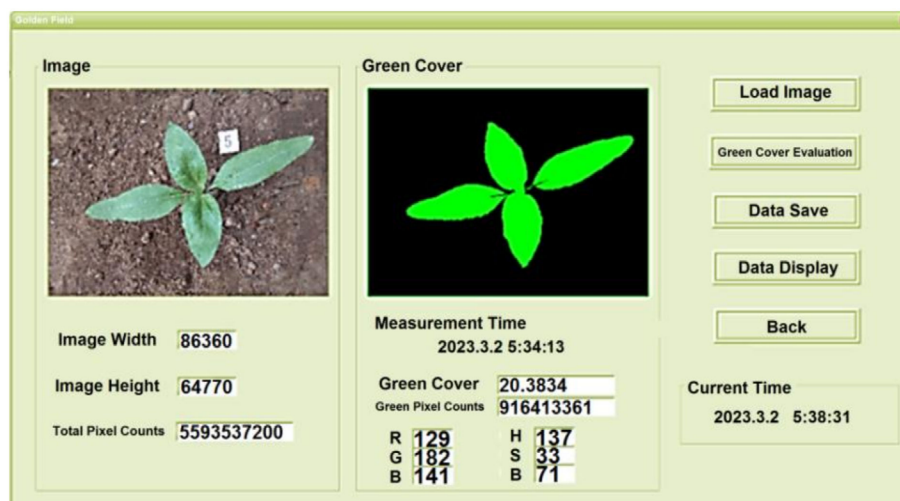 Golden Field
Image
5
Image Width 86360
Image Height 64770
Total Pixel Counts 5593537200
Green Cover
Measurement Time
2023.3.2 5:34:13
Green Cover 20.3834
Green Pixel Counts 916413361
R 129 H 137
G 182 S 33
B 141 B 71
Load Image
Green Cover Evaluation
Data Save
Data Display
Back
Current Time
2023.3.2 5:38:31